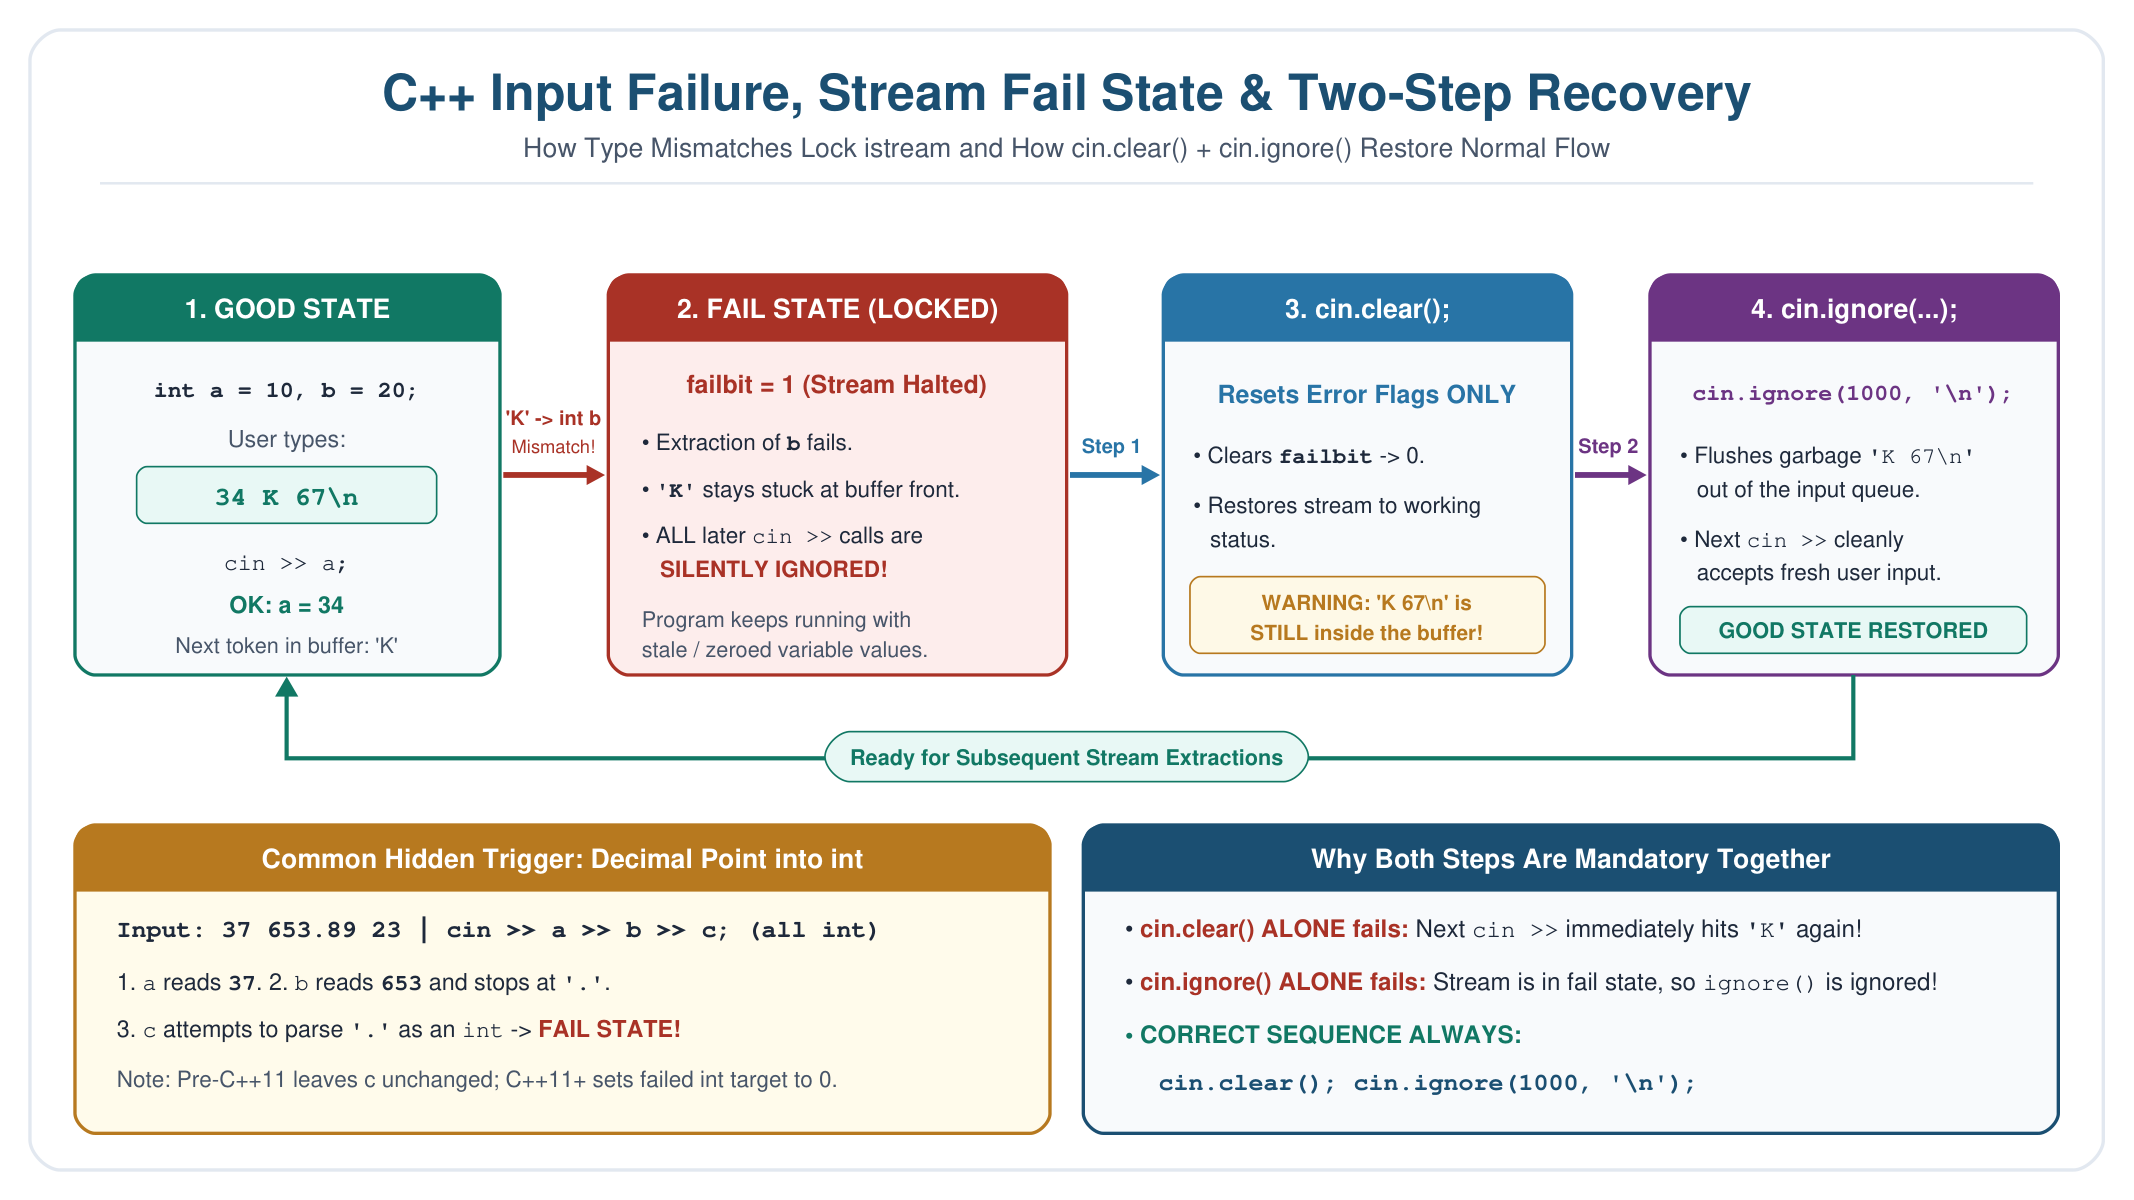 C++ Input Failure, Stream Fail State & Two-Step Recovery
How Type Mismatches Lock istream and How cin.clear() + cin.ignore() Restore Normal Flow
1. GOOD STATE
int a = 10, b = 20;
User types:
34 K 67\n
cin >> a;
OK: a = 34
Next token in buffer: 'K'
'K' -> int b
Mismatch!
2. FAIL STATE (LOCKED)
failbit = 1 (Stream Halted)
• Extraction of b fails.
• 'K' stays stuck at buffer front.
• ALL later cin >> calls are
SILENTLY IGNORED!
Program keeps running with
stale / zeroed variable values.
Step 1
3. cin.clear();
Resets Error Flags ONLY
• Clears failbit -> 0.
• Restores stream to working
status.
WARNING: 'K 67\n' is
STILL inside the buffer!
Step 2
4. cin.ignore(...);
cin.ignore(1000, '\n');
• Flushes garbage 'K 67\n'
out of the input queue.
• Next cin >> cleanly
accepts fresh user input.
GOOD STATE RESTORED
Ready for Subsequent Stream Extractions
Common Hidden Trigger: Decimal Point into int
Input: 37 653.89 23 | cin >> a >> b >> c; (all int)
1. a reads 37. 2. b reads 653 and stops at '.'.
3. c attempts to parse '.' as an int -> FAIL STATE!
Note: Pre-C++11 leaves c unchanged; C++11+ sets failed int target to 0.
Why Both Steps Are Mandatory Together
• cin.clear() ALONE fails: Next cin >> immediately hits 'K' again!
• cin.ignore() ALONE fails: Stream is in fail state, so ignore() is ignored!
• CORRECT SEQUENCE ALWAYS:
cin.clear(); cin.ignore(1000, '\n');